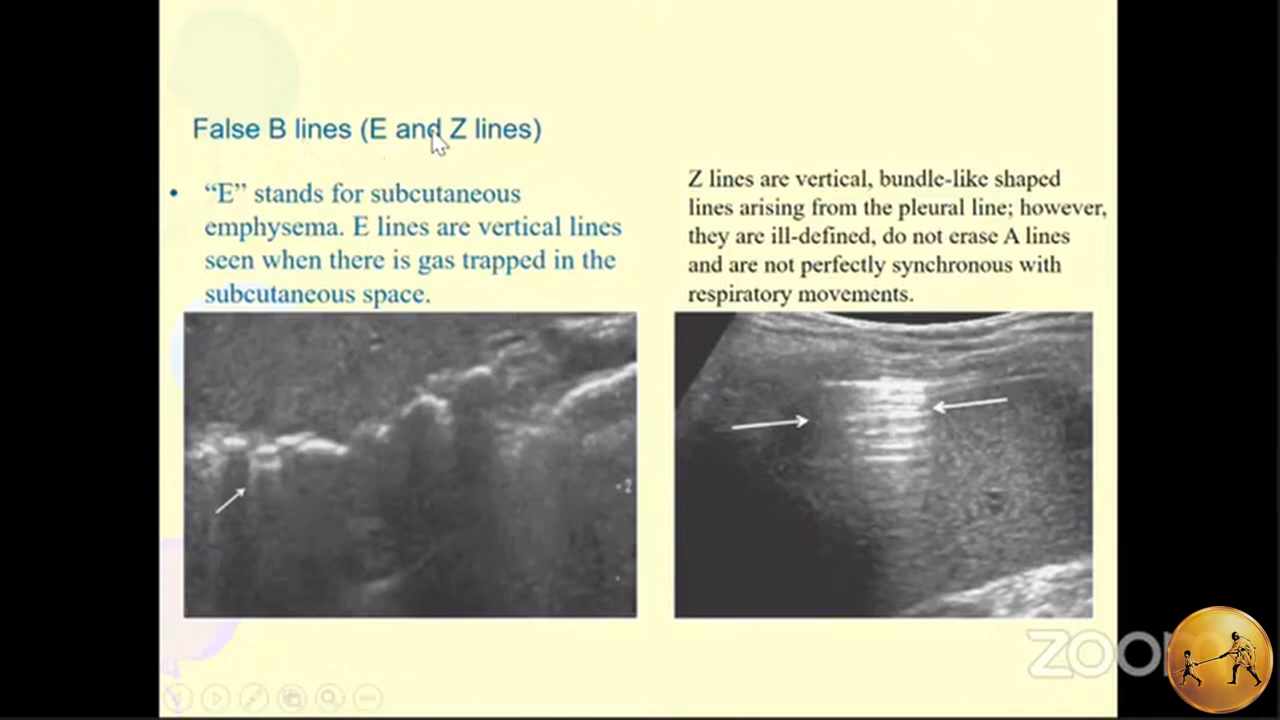 False B lines (E and Z lines)
• “E” stands for subcutaneous
emphysema. E lines are vertical lines
seen when there is gas trapped in the
subcutaneous space.
Z lines are vertical, bundle-like shaped
lines arising from the pleural line; however,
they are ill-defined, do not erase A lines
and are not perfectly synchronous with
respiratory movements.
2
zoom